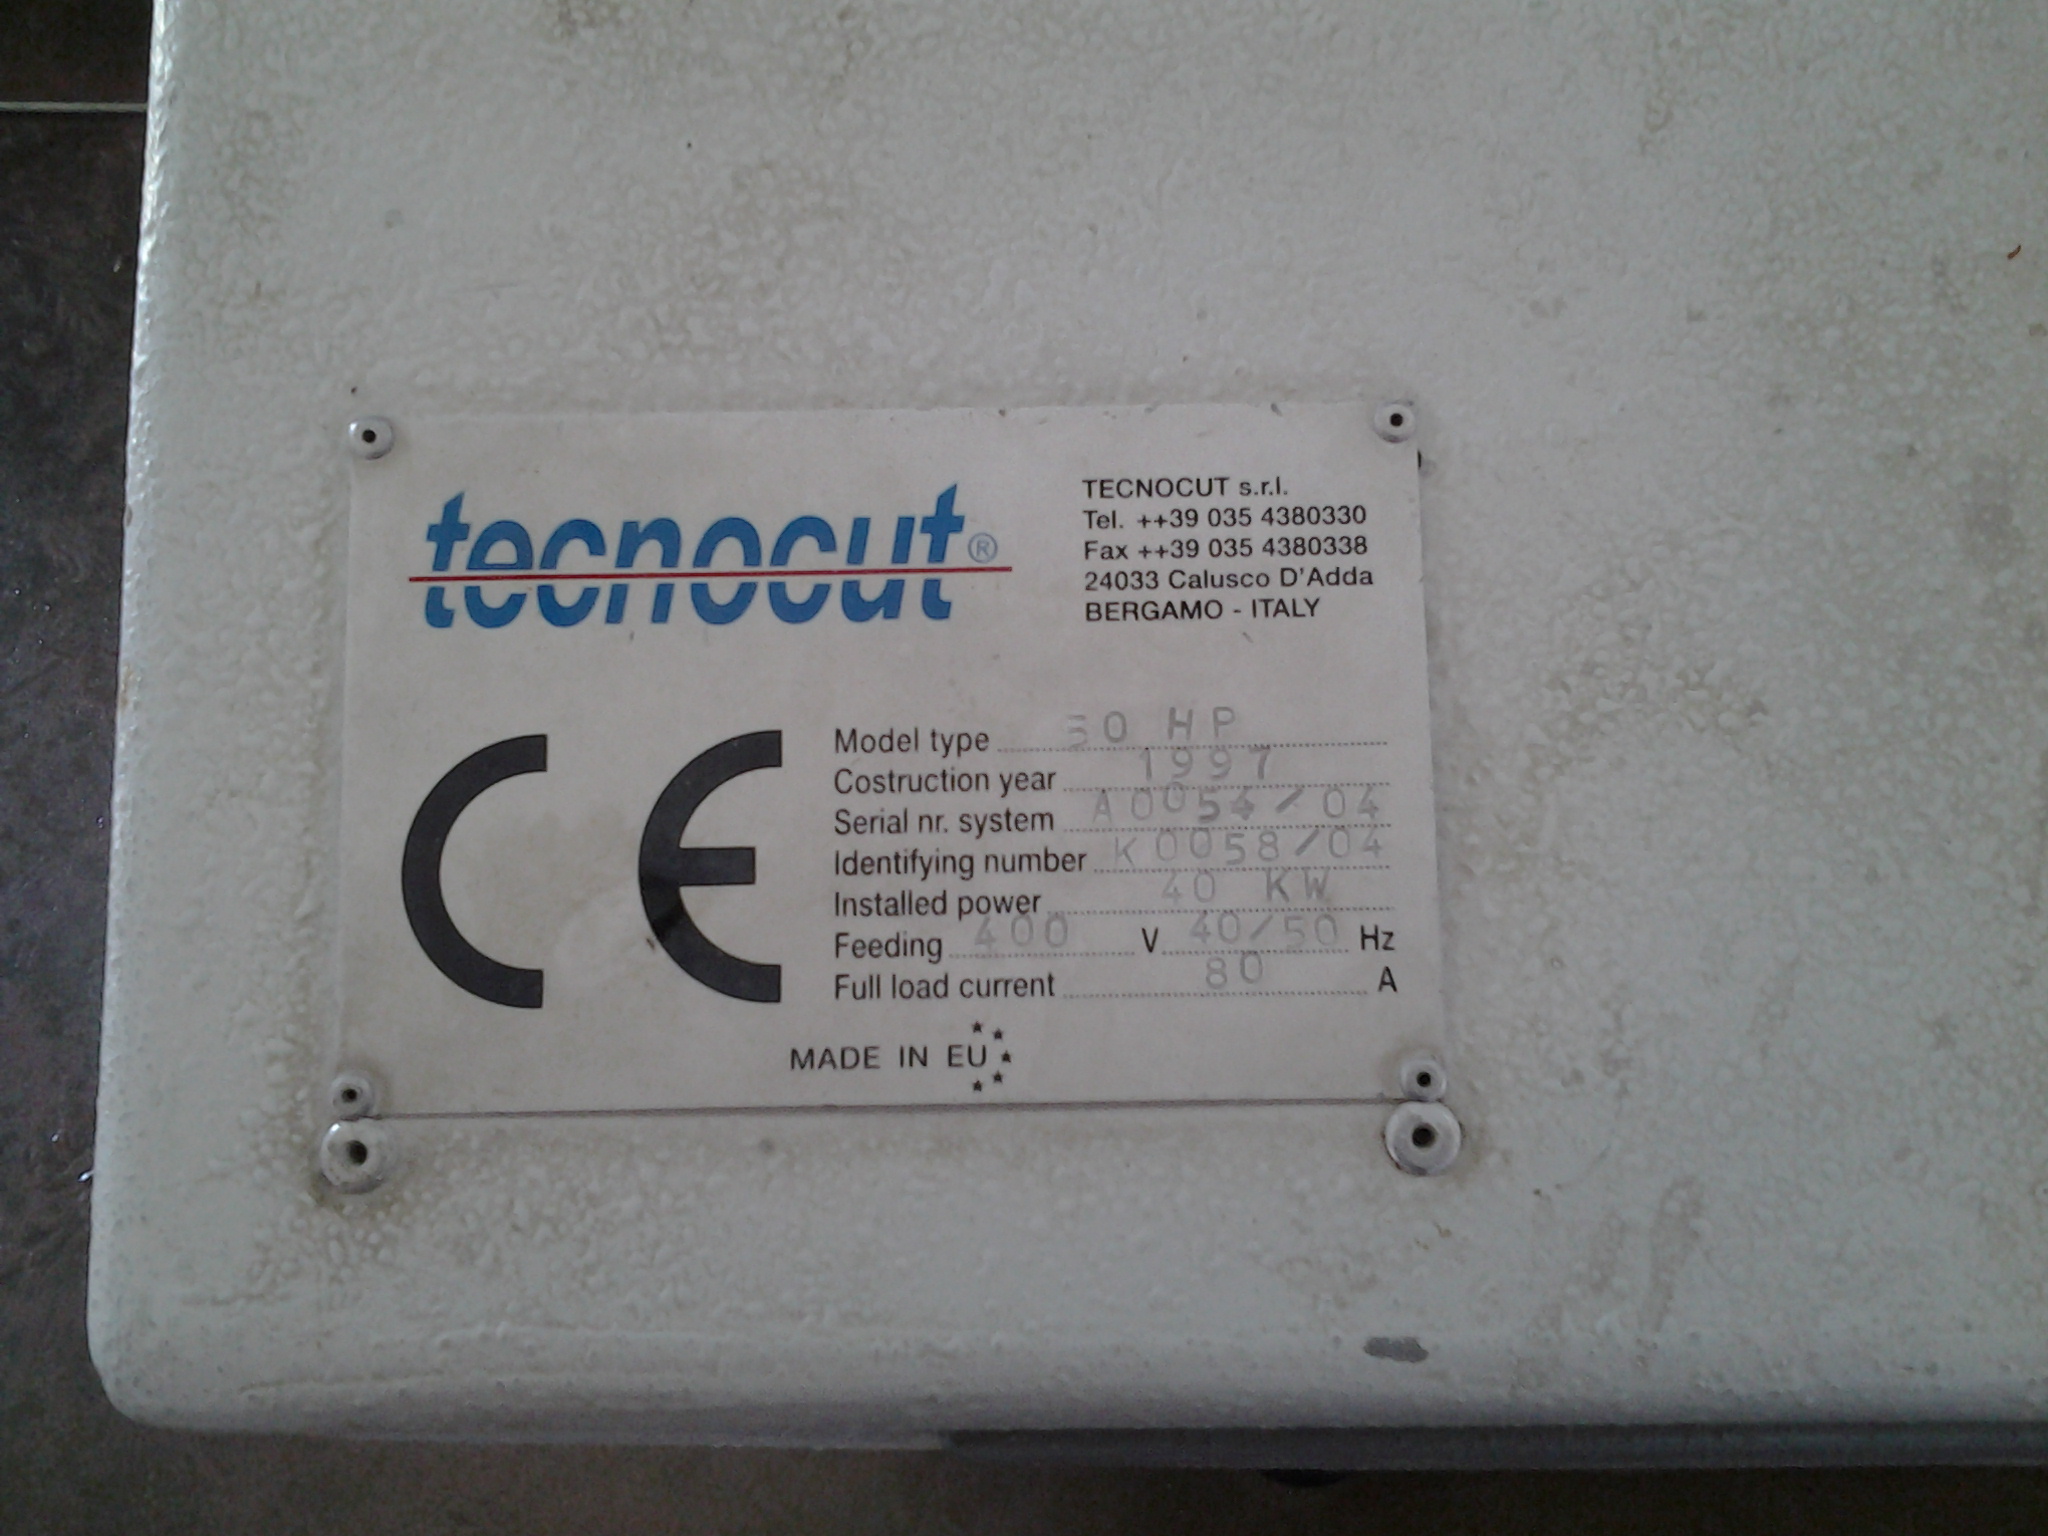 tecnocut®
TECNOCUT s.r.l.
Tel. ++39 035 4380330
Fax ++39 035 4380338
24033 Calusco D'Adda
BERGAMO - ITALY
CE
Model type 50 HP
Costruction year 1997
Serial nr. system A0054/04
Identifying number K0058/04
Installed power 40 KW
Feeding 400 V 40/50 Hz
Full load current 80 A
MADE IN EU